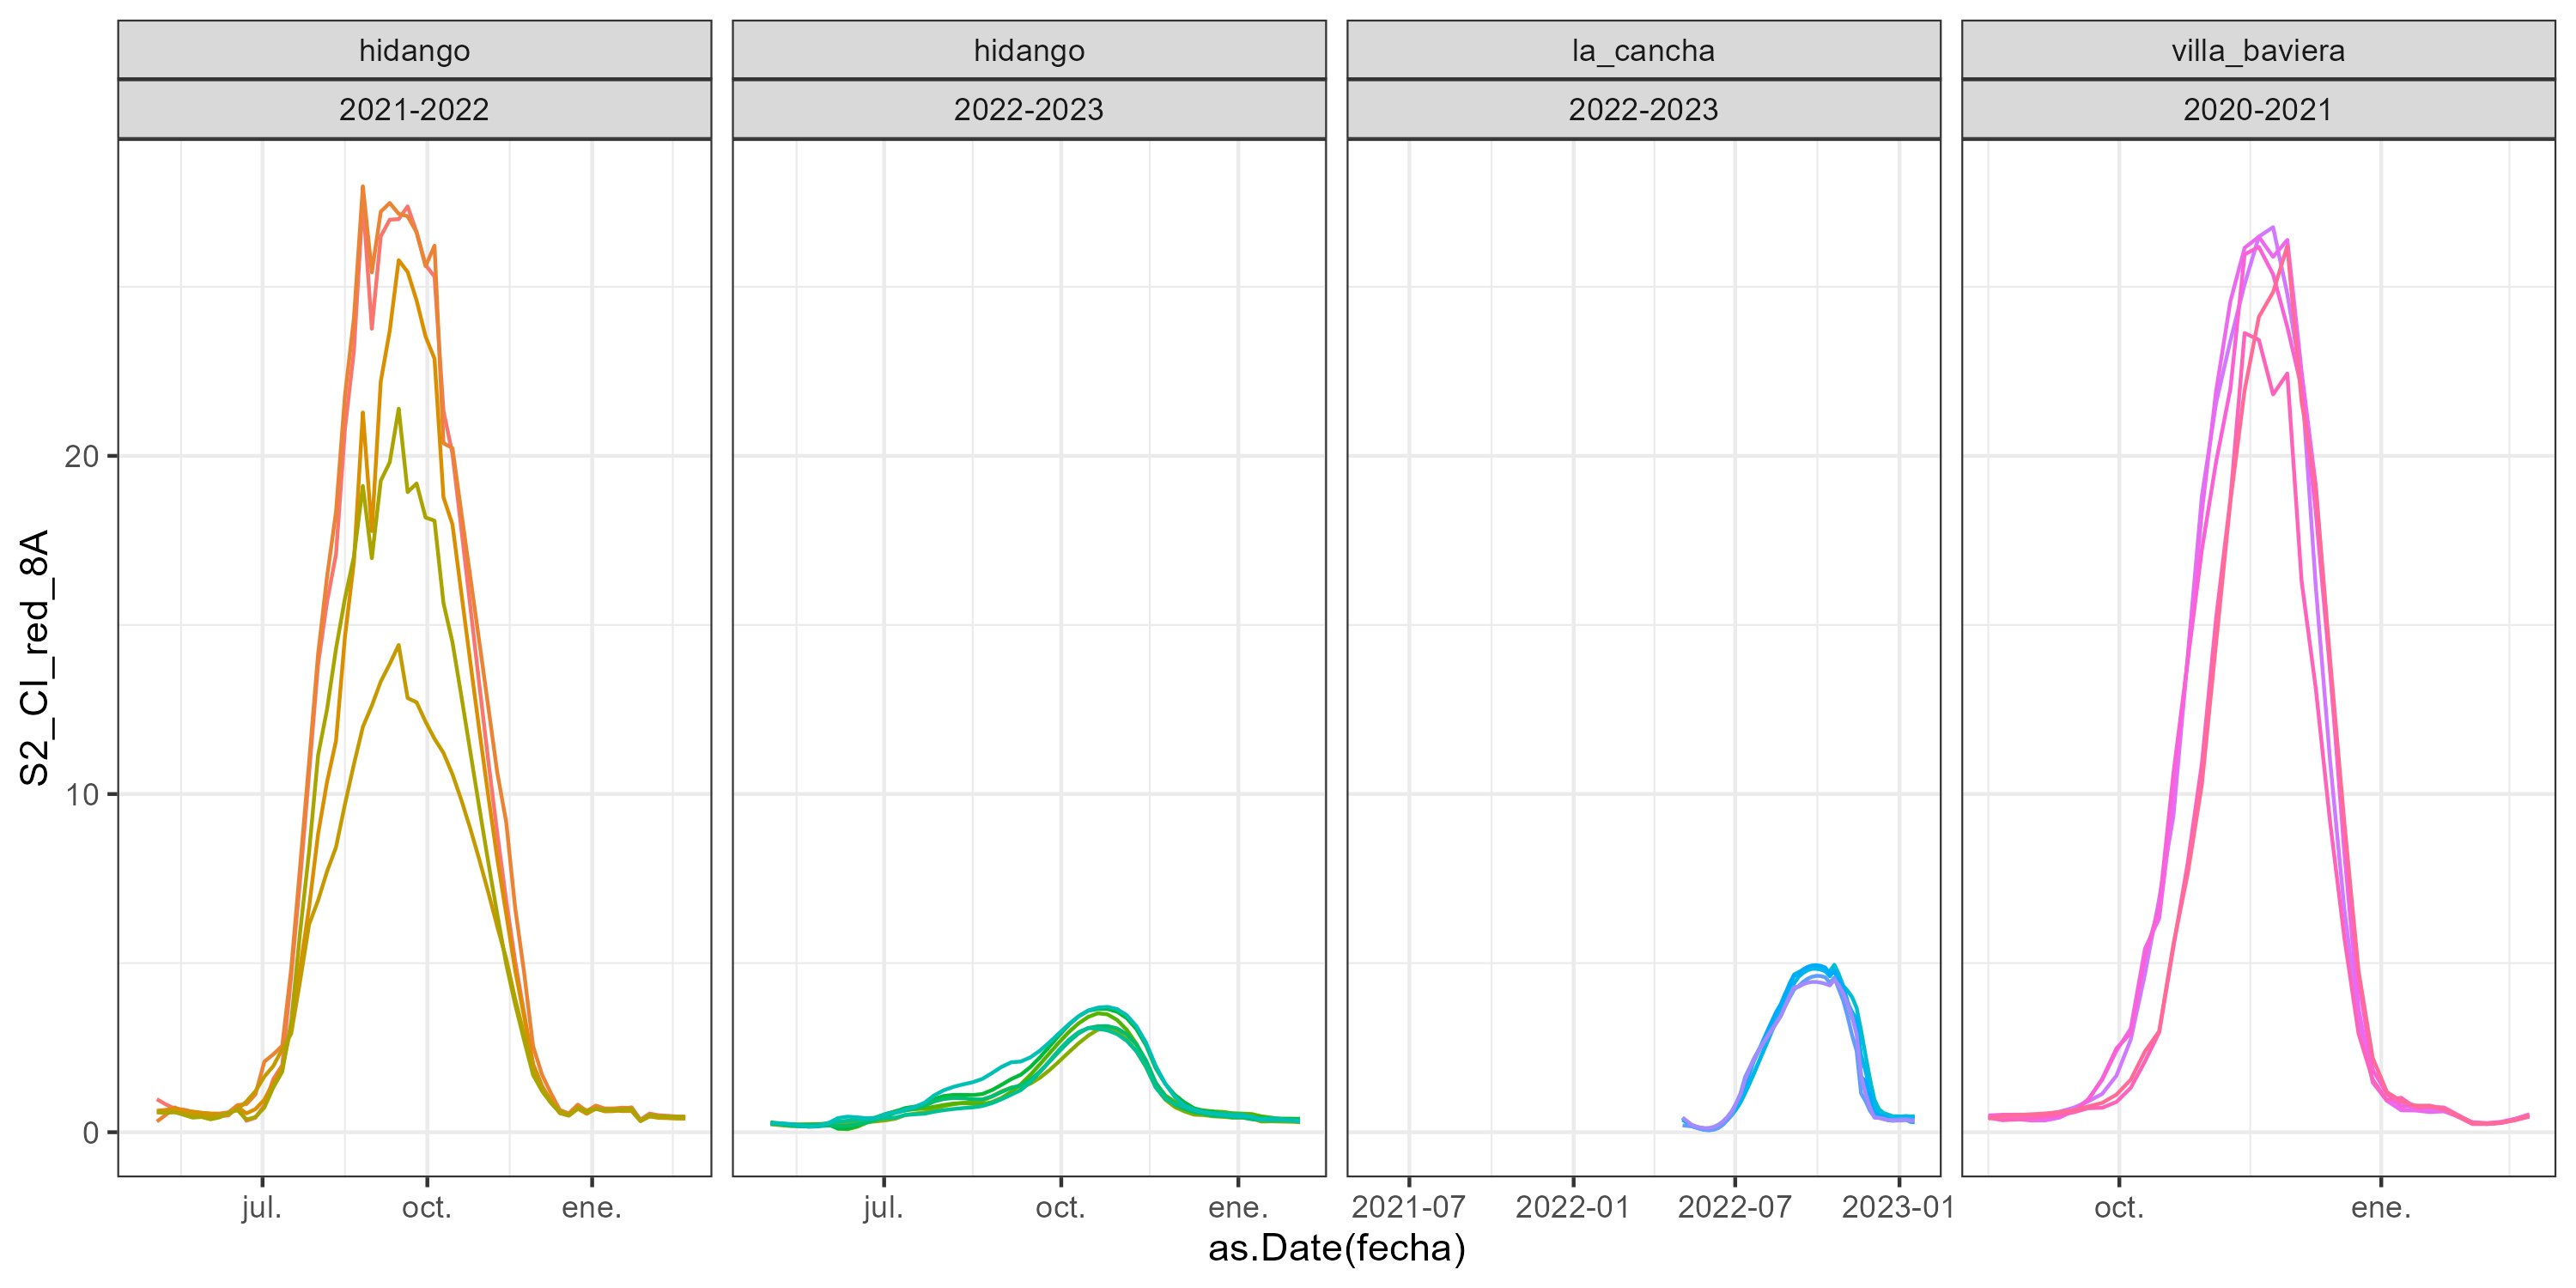 hidango
hidango
la_cancha
villa_baviera
2021-2022
2022-2023
2022-2023
2020-2021
S2_CI_red_8A
20
10
0
jul.
oct.
ene.
jul.
oct.
ene.
2021-07
2022-01
2022-07
2023-01
oct.
ene.
as.Date(fecha)